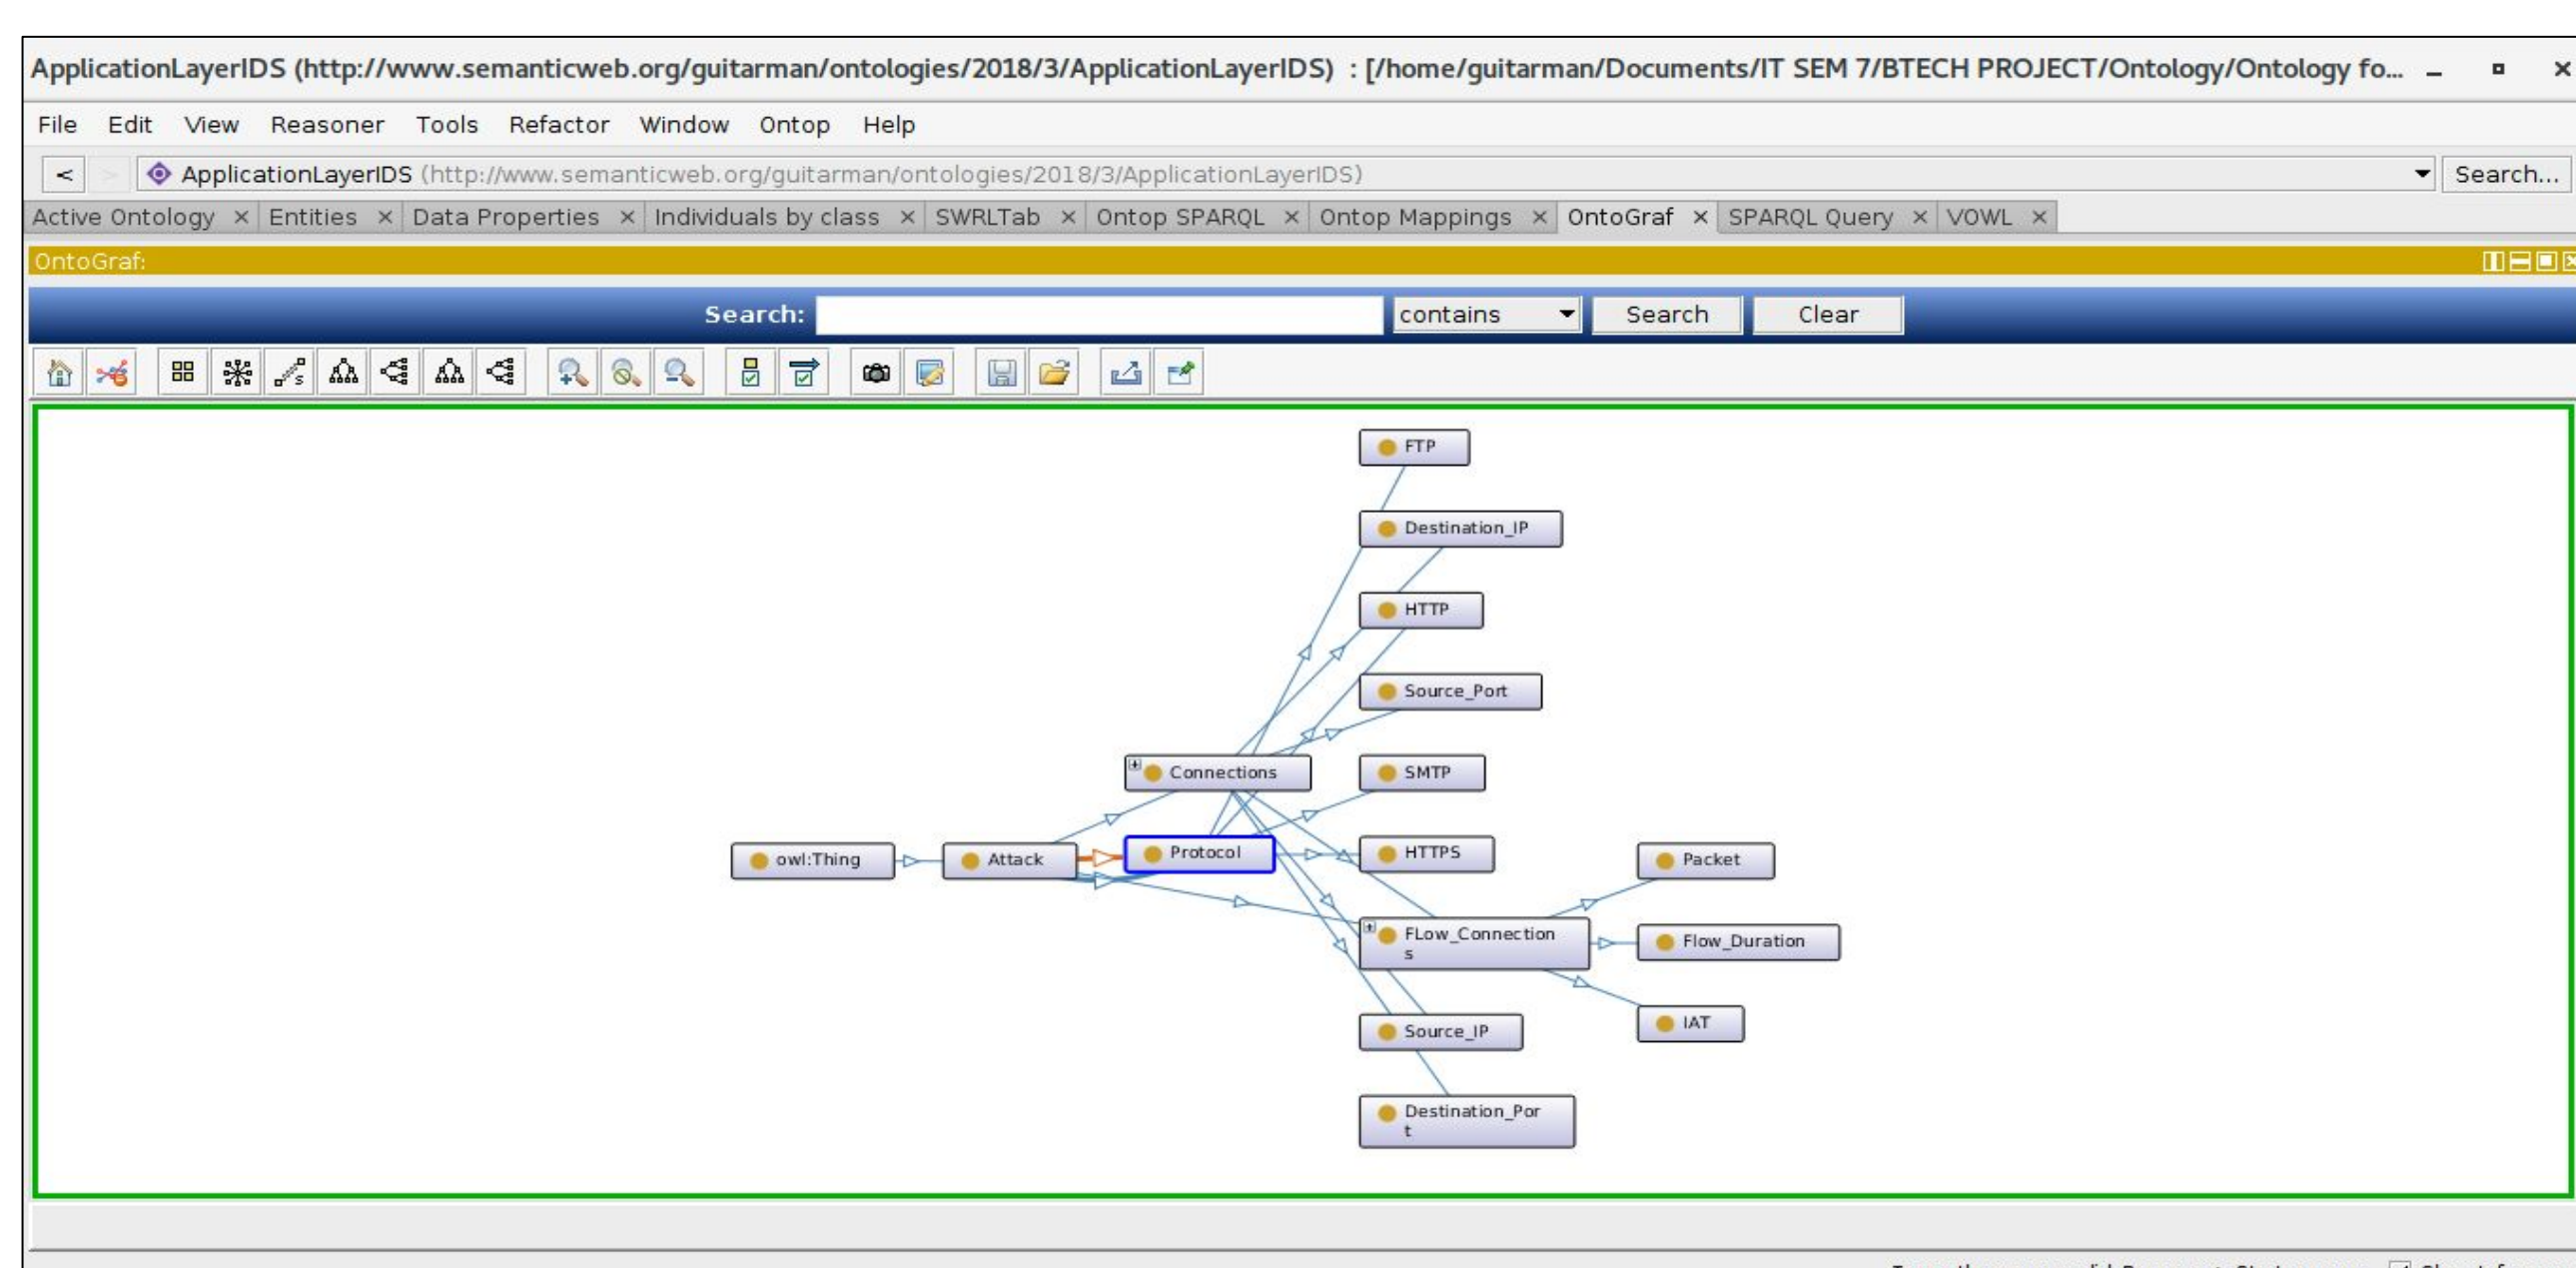 ApplicationLayerIDS (http://www.semanticweb.org/guitarman/ontologies/2018/3/ApplicationLayerIDS) : [/home/guitarman/Documents/IT SEM 7/BTECH PROJECT/Ontology/Ontology fo...
File Edit View Reasoner Tools Refactor Window Ontop Help
< > ApplicationLayerIDS (http://www.semanticweb.org/guitarman/ontologies/2018/3/ApplicationLayerIDS) Search...
Active Ontology × Entities × Data Properties × Individuals by class × SWRLTab × Ontop SPARQL × Ontop Mappings × OntoGraf × SPARQL Query × VOWL ×
OntoGraf:
Search: contains Search Clear
FTP
Destination_IP
HTTP
Source_Port
Connections
SMTP
owl:Thing
Attack
Protocol
HTTPS
Packet
FLow_Connection
s
Flow_Duration
IAT
Source_IP
Destination_Por
t